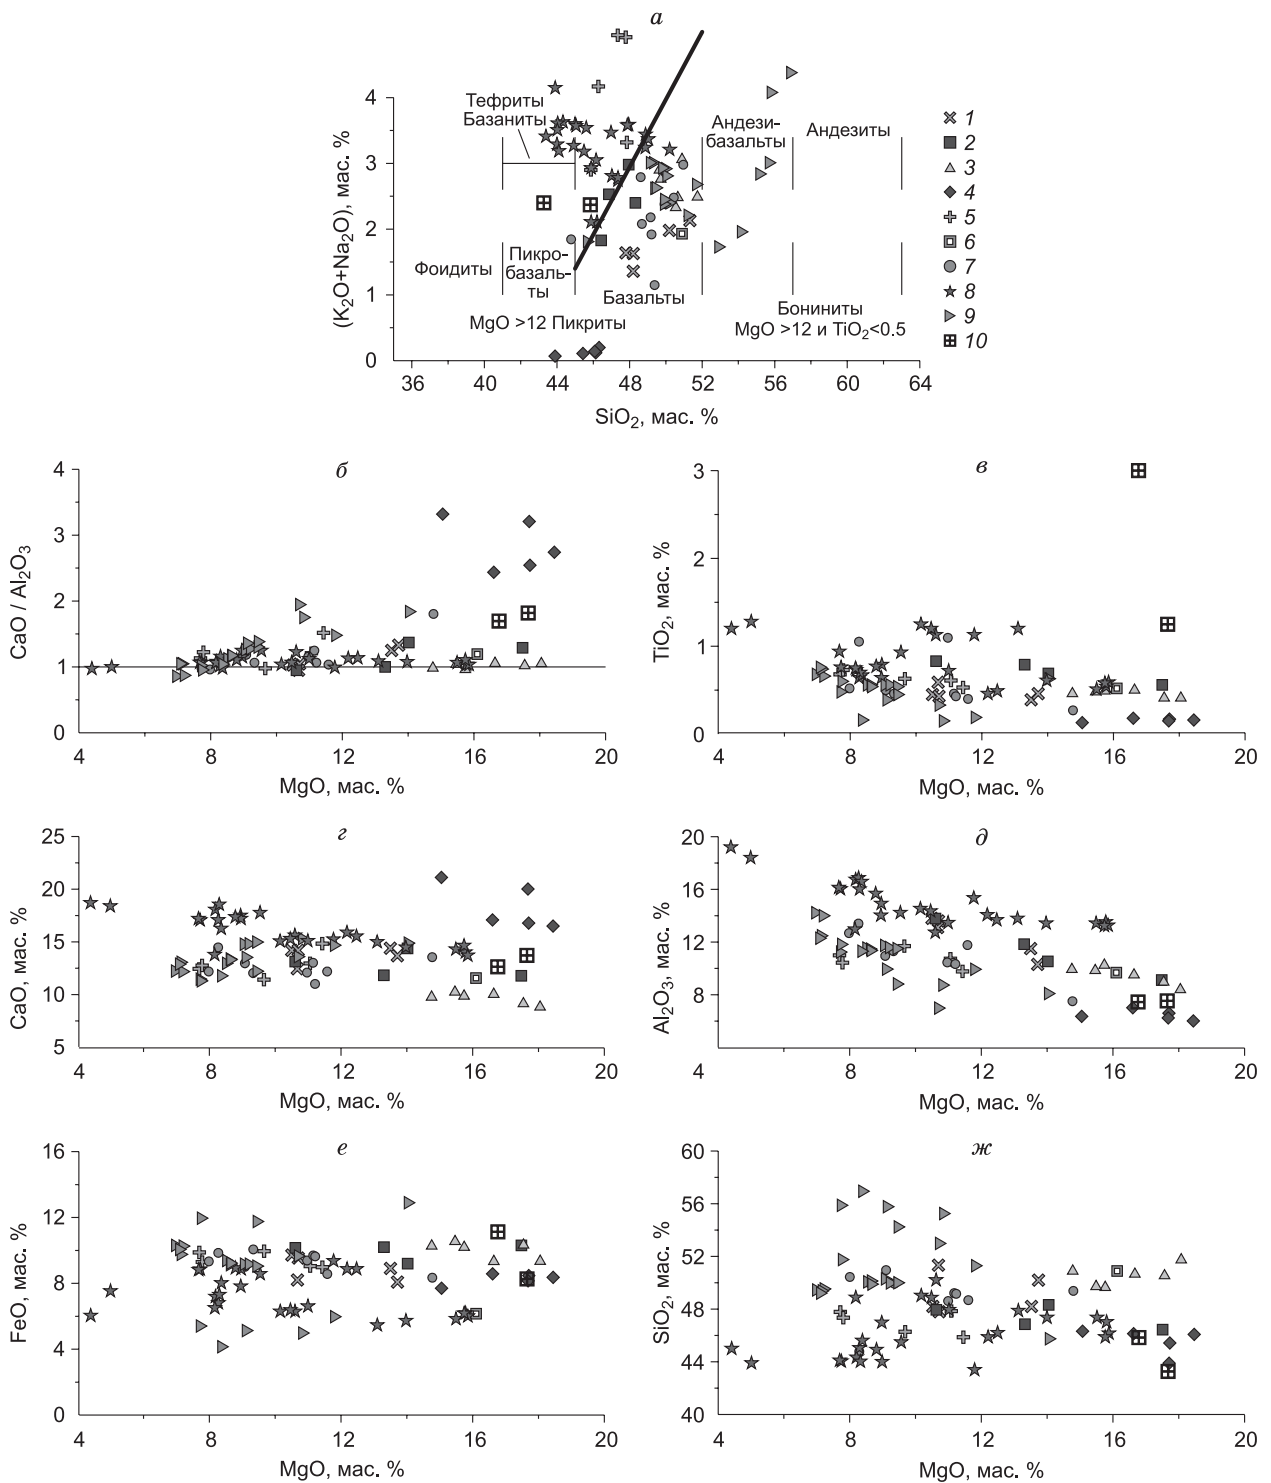 а
Тефриты
Базаниты
Андези-
базальты
Андезиты
Фоидиты
Пикро-
базаль-
ты
Базальты
MgO >12 Пикриты
Бониниты
MgO >12 и TiO₂<0.5
(K₂O+Na₂O), мас. %
4
3
2
1
0
36 40 44 48 52 56 60 64
SiO₂, мас. %
1
2
3
4
5
6
7
8
9
10
б
CaO / Al₂O₃
4
3
2
1
0
4 8 12 16 20
MgO, мас. %
в
TiO₂, мас. %
3
2
1
0
4 8 12 16 20
MgO, мас. %
г
CaO, мас. %
25
20
15
10
5
4 8 12 16 20
MgO, мас. %
д
Al₂O₃, мас. %
20
16
12
8
4 8 12 16 20
MgO, мас. %
е
FeO, мас. %
16
12
8
4
0
4 8 12 16 20
MgO, мас. %
ж
SiO₂, мас. %
60
56
52
48
44
40
4 8 12 16 20
MgO, мас. %